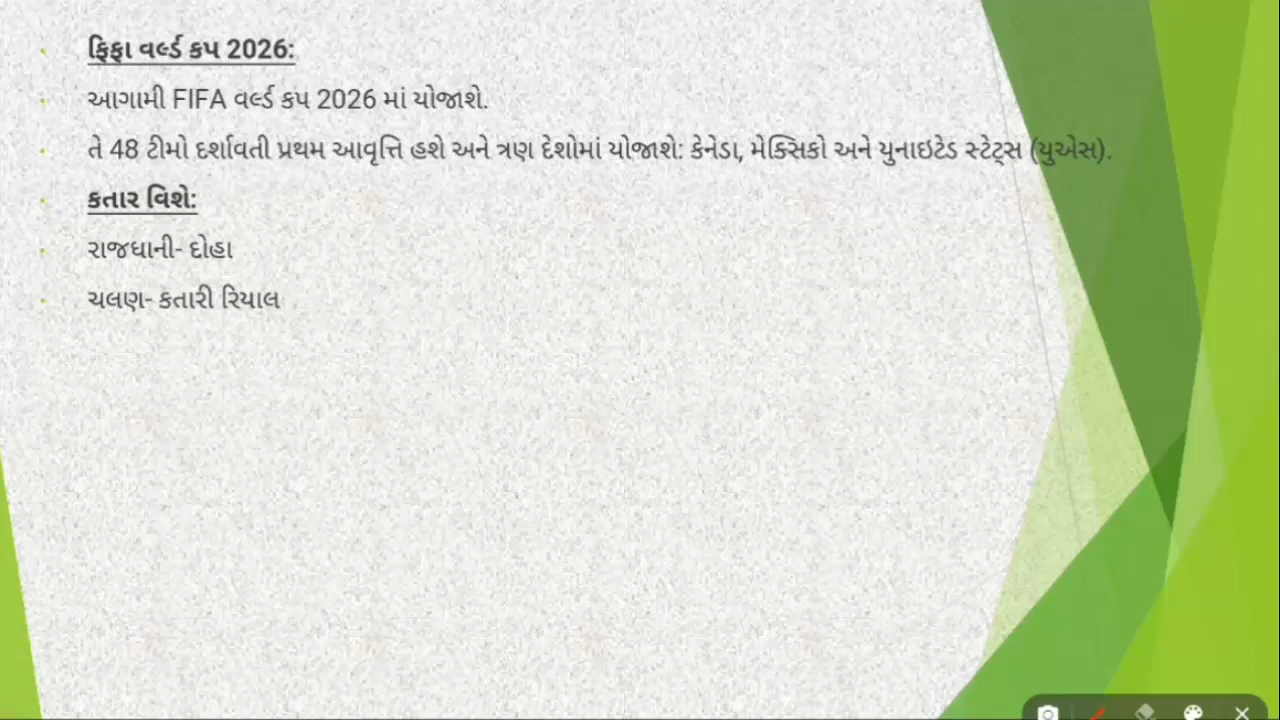 ફિફા વર્લ્ડ કપ 2026:
આગામી FIFA વર્લ્ડ કપ 2026 માં યોજાશે.
તે 48 ટીમો દર્શાવતી પ્રથમ આવૃત્તિ હશે અને ત્રણ દેશોમાં યોજાશે: કેનેડા, મેક્સિકો અને યુનાઇટેડ સ્ટેટ્સ (યુએસ).
કતાર વિશે:
રાજધાની- દોહા
ચલણ- કતારી રિયાલ